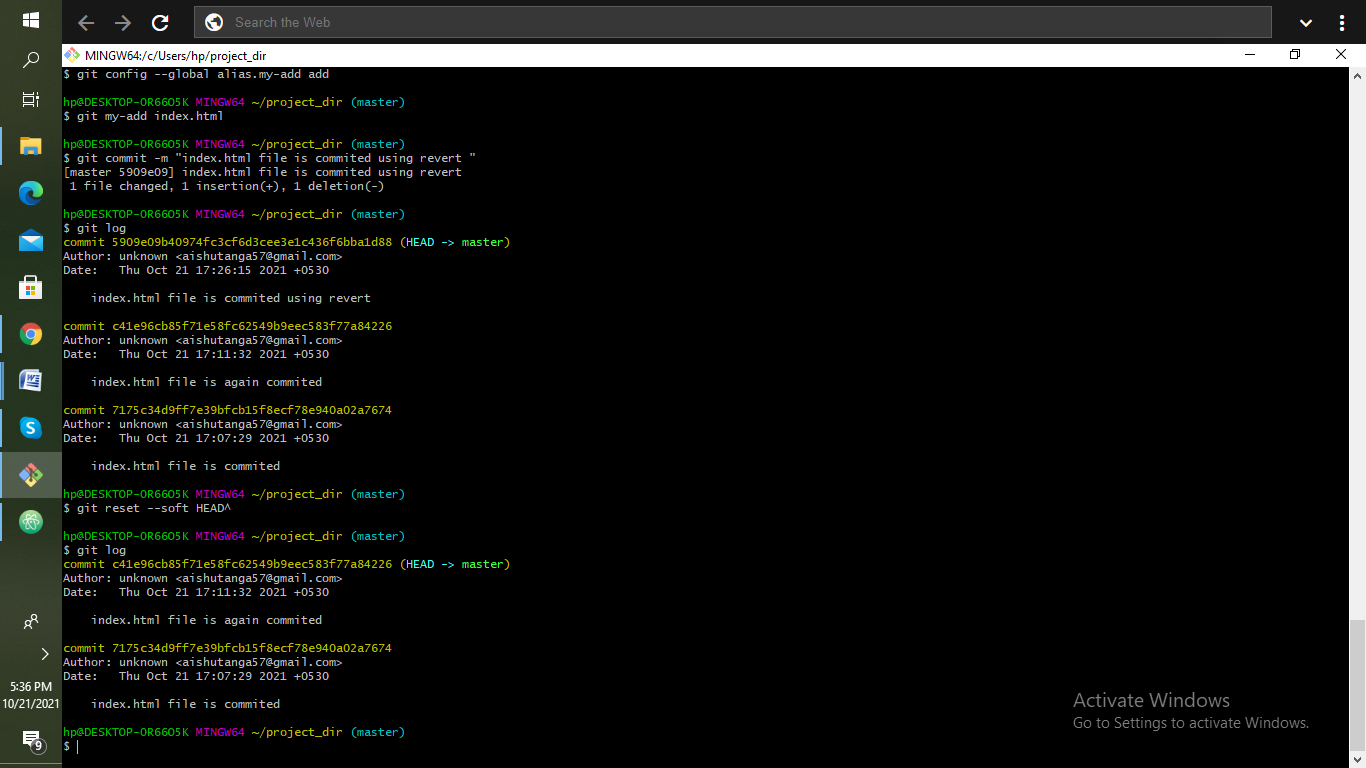 Search the Web
MINGW64:/c/Users/hp/project_dir
$ git config --global alias.my-add add
hp@DESKTOP-OR66O5K MINGW64 ~/project_dir (master)
$ git my-add index.html
hp@DESKTOP-OR66O5K MINGW64 ~/project_dir (master)
$ git commit -m "index.html file is commited using revert "
[master 5909e09] index.html file is commited using revert
1 file changed, 1 insertion(+), 1 deletion(-)
hp@DESKTOP-OR66O5K MINGW64 ~/project_dir (master)
$ git log
commit 5909e09b40974fc3cf6d3cee3e1c436f6bba1d88 (HEAD -> master)
Author: unknown <aishutanga57@gmail.com>
Date:   Thu Oct 21 17:26:15 2021 +0530
index.html file is commited using revert
commit c41e96cb85f71e58fc62549b9eec583f77a84226
Author: unknown <aishutanga57@gmail.com>
Date:   Thu Oct 21 17:11:32 2021 +0530
index.html file is again commited
commit 7175c34d9ff7e39bfcb15f8ecf78e940a02a7674
Author: unknown <aishutanga57@gmail.com>
Date:   Thu Oct 21 17:07:29 2021 +0530
index.html file is commited
hp@DESKTOP-OR66O5K MINGW64 ~/project_dir (master)
$ git reset --soft HEAD^
hp@DESKTOP-OR66O5K MINGW64 ~/project_dir (master)
$ git log
commit c41e96cb85f71e58fc62549b9eec583f77a84226 (HEAD -> master)
Author: unknown <aishutanga57@gmail.com>
Date:   Thu Oct 21 17:11:32 2021 +0530
index.html file is again commited
commit 7175c34d9ff7e39bfcb15f8ecf78e940a02a7674
Author: unknown <aishutanga57@gmail.com>
Date:   Thu Oct 21 17:07:29 2021 +0530
index.html file is commited
hp@DESKTOP-OR66O5K MINGW64 ~/project_dir (master)
$
W
S
5:36 PM
10/21/2021
9
Activate Windows
Go to Settings to activate Windows.